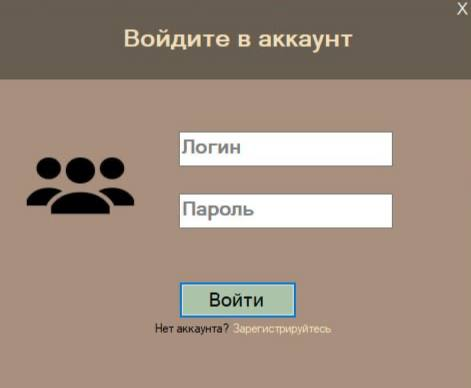 X
Войдите в аккаунт
Логин
Пароль
Войти
Нет аккаунта? Зарегистрируйтесь